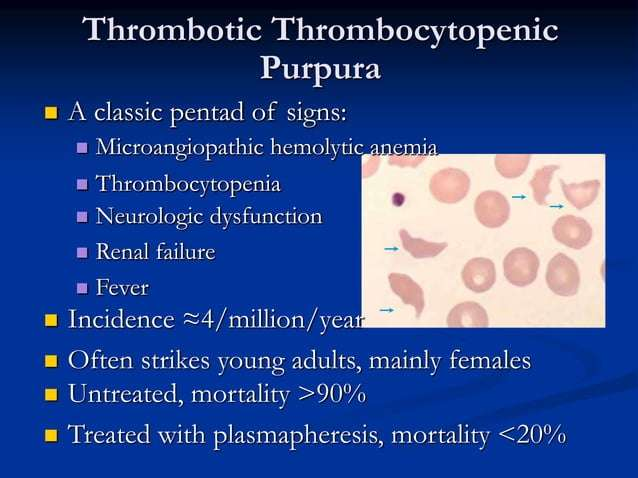 Thrombotic Thrombocytopenic
Purpura
A classic pentad of signs:
Microangiopathic hemolytic anemia
Thrombocytopenia
Neurologic dysfunction
Renal failure
Fever
Incidence ≈4/million/year
Often strikes young adults, mainly females
Untreated, mortality >90%
Treated with plasmapheresis, mortality <20%